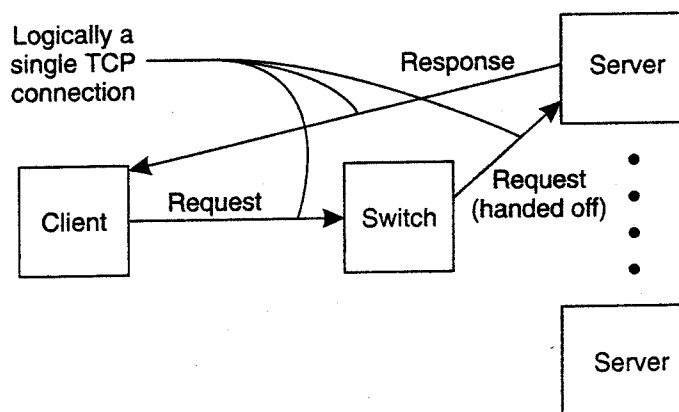 Logically a
single TCP
connection
Response
Server
Client
Request
Switch
Request
(handed off)
Server